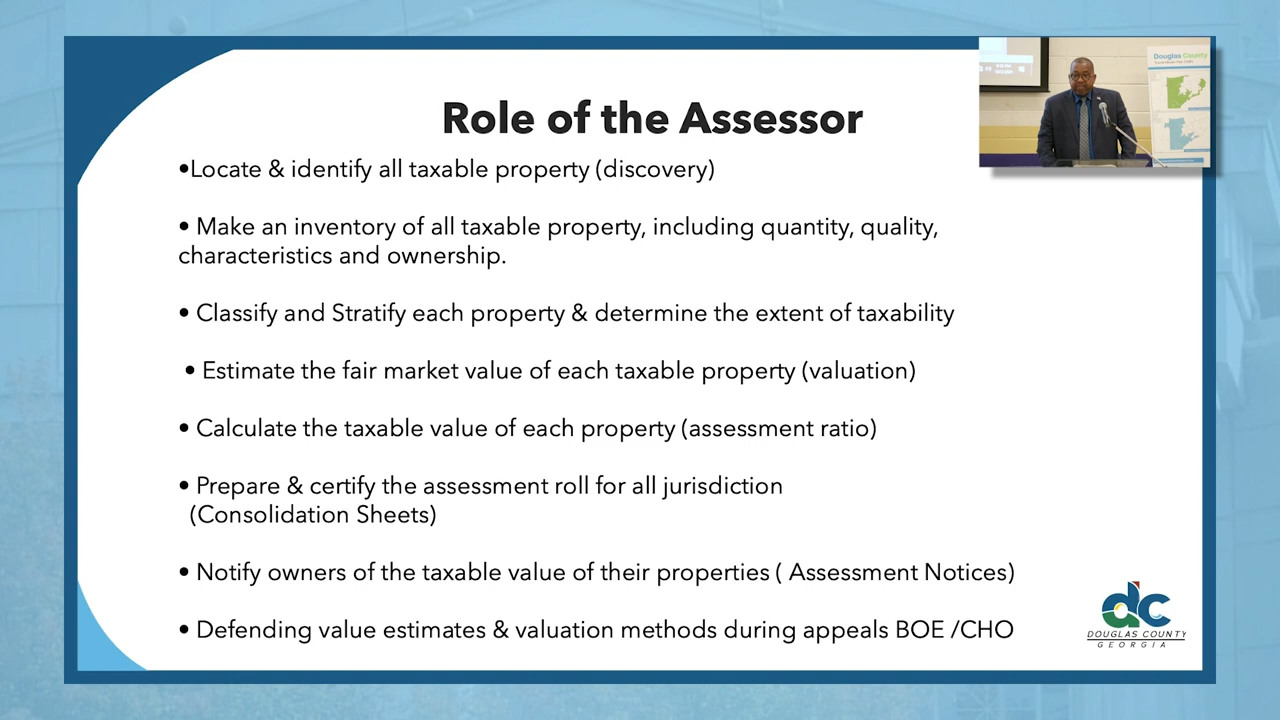 Role of the Assessor
Douglas County
•Locate & identify all taxable property (discovery)
• Make an inventory of all taxable property, including quantity, quality,
characteristics and ownership.
• Classify and Stratify each property & determine the extent of taxability
• Estimate the fair market value of each taxable property (valuation)
• Calculate the taxable value of each property (assessment ratio)
• Prepare & certify the assessment roll for all jurisdiction
(Consolidation Sheets)
• Notify owners of the taxable value of their properties ( Assessment Notices)
• Defending value estimates & valuation methods during appeals BOE /CHO
dc
DOUGLAS COUNTY
GEORGIA